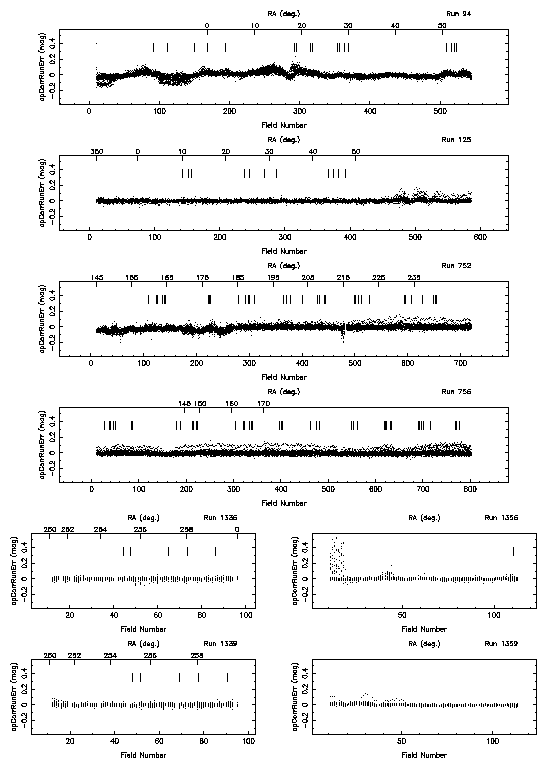 RA (deg.) Run 94
0 10 20 30 40 50
apCorrRunErr (mag)
-0.2 0 0.2 0.4
0 100 200 300 400 500
Field Number
RA (deg.) Run 125
350 0 10 20 30 40 50
apCorrRunErr (mag)
-0.2 0 0.2 0.4
0 100 200 300 400 500 600
Field Number
RA (deg.) Run 752
145 155 165 175 185 195 205 215 225 235
apCorrRunErr (mag)
-0.2 0 0.2 0.4
0 100 200 300 400 500 600 700
Field Number
RA (deg.) Run 756
160 170
apCorrRunErr (mag)
-0.2 0 0.2 0.4
0 100 200 300 400 500 600 700 800
Field Number
RA (deg.) Run 1336
250 252 254 256 258 0
apCorrRunErr (mag)
-0.2 0 0.2 0.4
20 40 60 80 100
Field Number
RA (deg.) Run 1356
apCorrRunErr (mag)
-0.2 0 0.2 0.4
50 100
Field Number
RA (deg.) Run 1339
250 252 254 256 258
apCorrRunErr (mag)
-0.2 0 0.2 0.4
20 40 60 80 100
Field Number
RA (deg.) Run 1359
apCorrRunErr (mag)
-0.2 0 0.2 0.4
50 100
Field Number